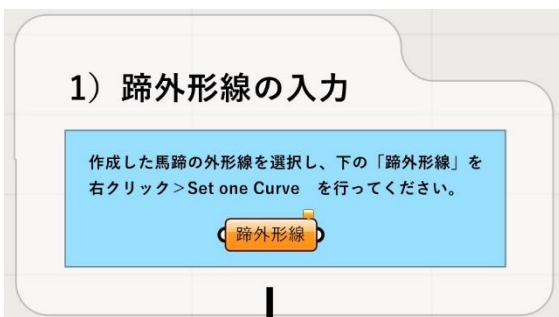 1）蹄外形線の入力
作成した馬蹄の外形線を選択し、下の「蹄外形線」を
右クリック＞Set one Curve　を行ってください。
蹄外形線